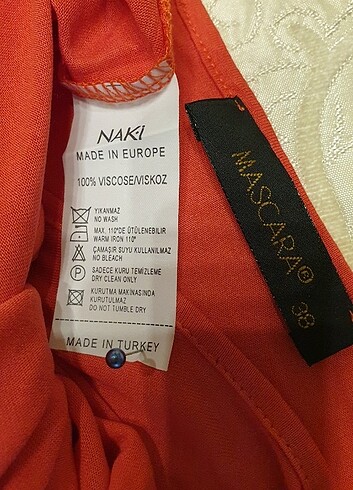 NAK-i
MADE IN EUROPE
100% VISCOSE/VISKOZ
YIKANMAZ
NO WASH
MAX. 110°DE ÜTÜLENEBİLİR
WARM IRON 110°
ÇAMAŞIR SUYU KULLANILMAZ
NO BLEACH
P
SADECE KURU TEMİZLEME
DRY CLEAN ONLY
KURUTMA MAKİNASINDA
KURUTULMAZ
DO NOT TUMBLE DRY
MADE IN TURKEY
MASCARA®
38